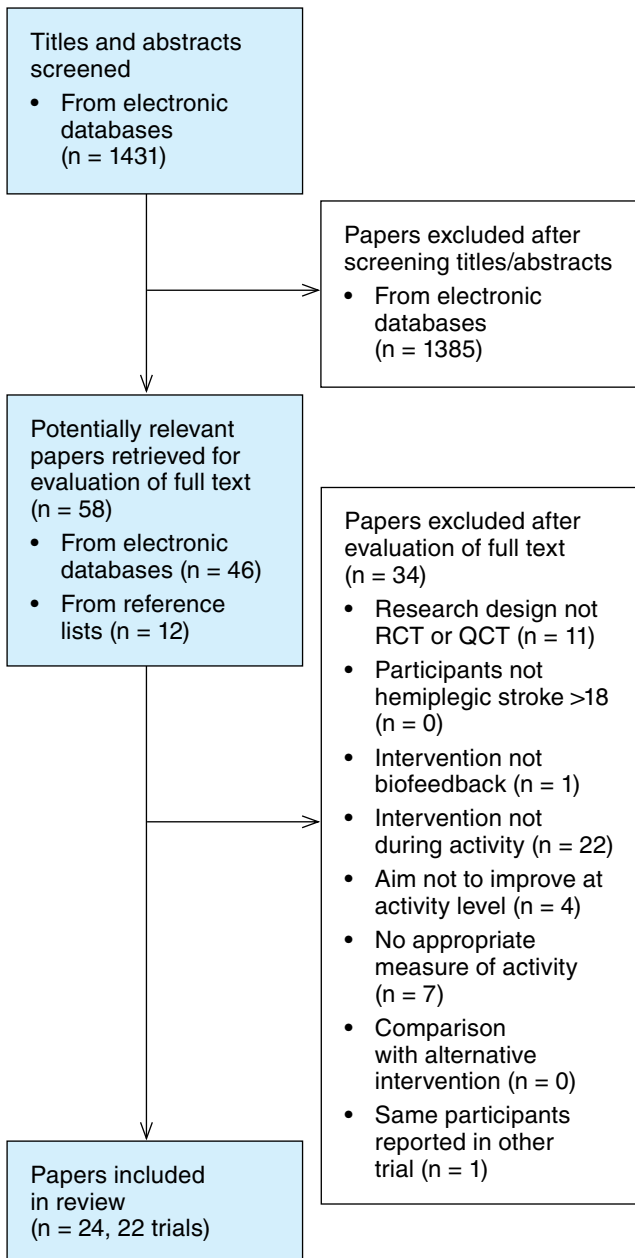 Titles and abstracts
screened
• From electronic
databases
(n = 1431)
Papers excluded after
screening titles/abstracts
• From electronic
databases
(n = 1385)
Potentially relevant
papers retrieved for
evaluation of full text
(n = 58)
• From electronic
databases (n = 46)
• From reference
lists (n = 12)
Papers excluded after
evaluation of full text
(n = 34)
• Research design not
RCT or QCT (n = 11)
• Participants not
hemiplegic stroke >18
(n = 0)
• Intervention not
biofeedback (n = 1)
• Intervention not
during activity (n = 22)
• Aim not to improve at
activity level (n = 4)
• No appropriate
measure of activity
(n = 7)
• Comparison
with alternative
intervention (n = 0)
• Same participants
reported in other
trial (n = 1)
Papers included
in review
(n = 24, 22 trials)